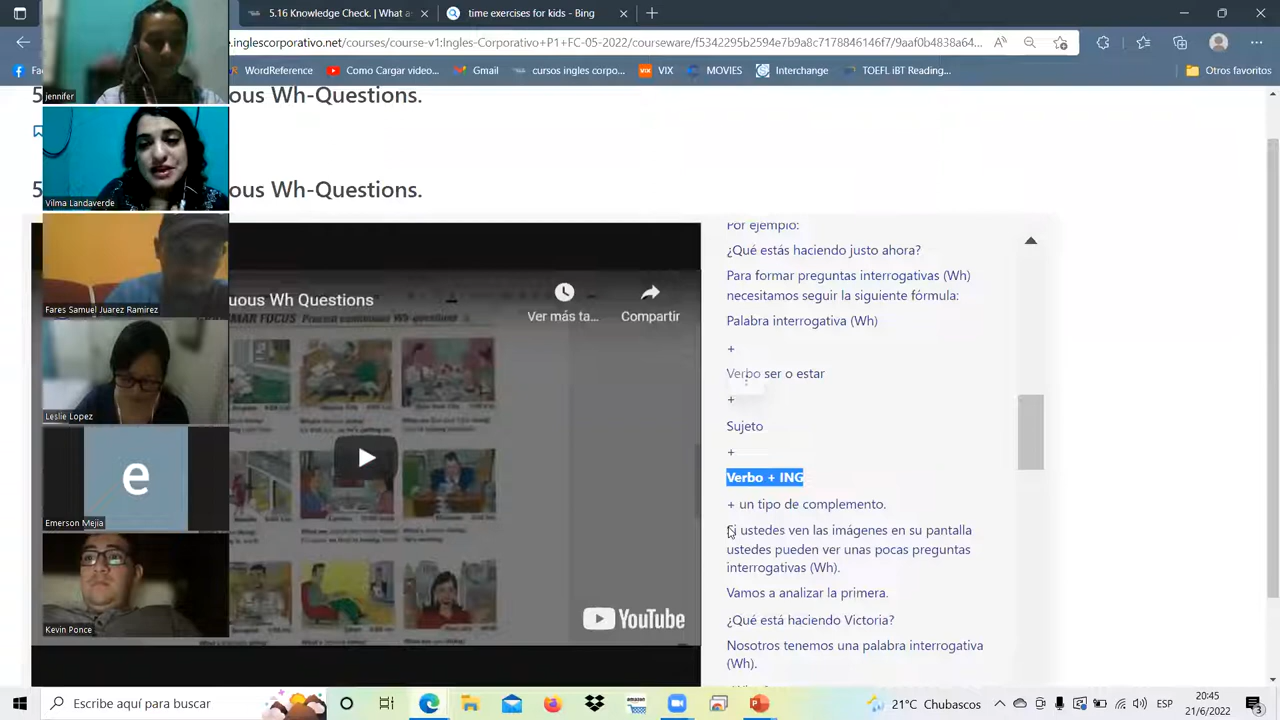 5.16 Check it out. | What a
time exercises for kids - Bing
e.inglescorporativo.net/courses/course-v1:Ingles-Corporativo+P1+FC-05-2022/courseware/f5342295b2594e7b9a8c7178846146f7/9aaf0b4838a64...
Fac
WordReference
Como Cargar video...
Gmail
cursos ingles corpo...
VIX
MOVIES
Interchange
TOEFL iBT Reading...
Otros favoritos
jennifer
5
ous Wh-Questions.
Vilma Landaverde
5
ous Wh-Questions.
Fares Samuel Juarez Ramirez
Leslie Lopez
e
Emerson Mejia
Kevin Ponce
uous Wh Questions
Ver más ta...
Compartir
YouTube
Por ejemplo:
¿Qué estás haciendo justo ahora?
Para formar preguntas interrogativas (Wh)
necesitamos seguir la siguiente fórmula:
Palabra interrogativa (Wh)
+
Verbo ser o estar
+
Sujeto
+
Verbo + ING
+ un tipo de complemento.
Si ustedes ven las imágenes en su pantalla
ustedes pueden ver unas pocas preguntas
interrogativas (Wh).
Vamos a analizar la primera.
¿Qué está haciendo Victoria?
Nosotros tenemos una palabra interrogativa
(Wh).
Escribe aquí para buscar
amazon
21°C Chubascos
ESP
20:45
21/6/2022
3